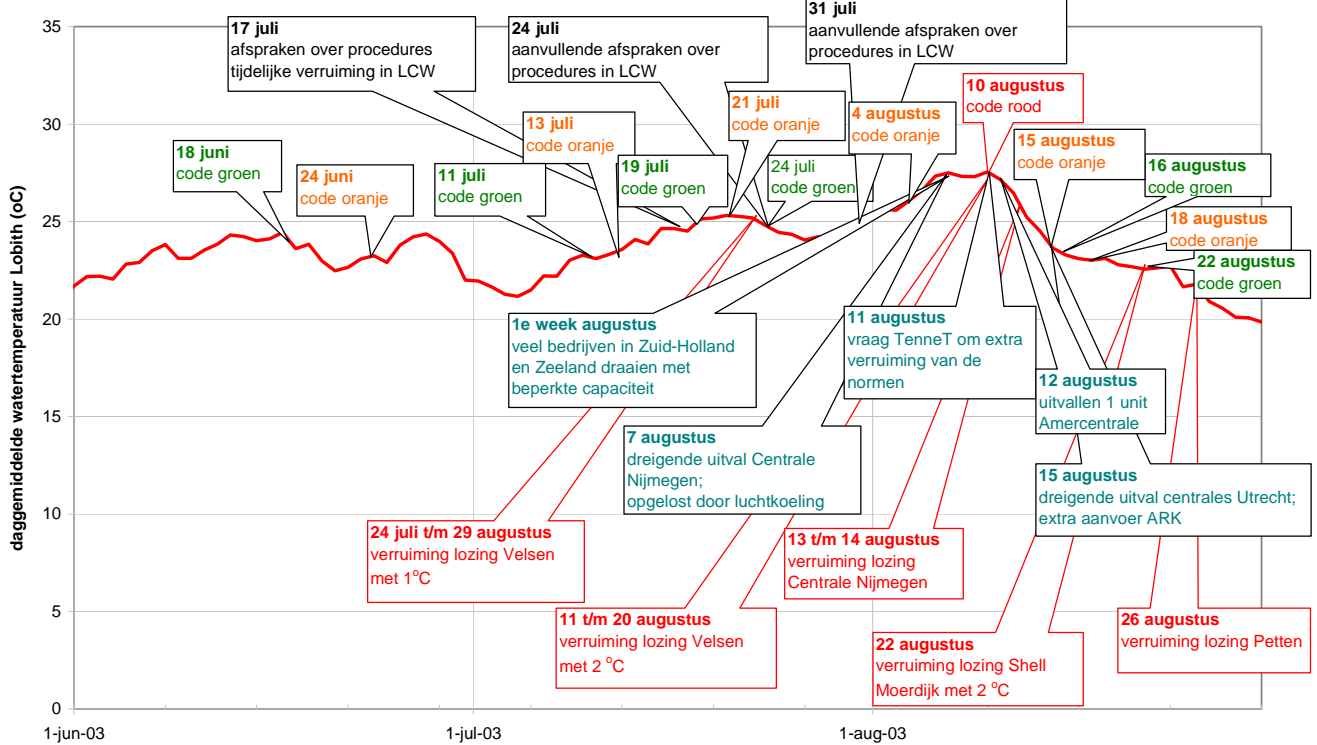 daggemiddelde watertemperatuur Lobith (oC)
35
30
25
20
15
10
5
0
1-jun-03
1-jul-03
1-aug-03
17 juli
afspraken over procedures
tijdelijke verruiming in LCW
24 juli
aanvullende afspraken over
procedures in LCW
31 juli
aanvullende afspraken over
procedures in LCW
18 juni
code groen
24 juni
code oranje
11 juli
code groen
13 juli
code oranje
19 juli
code groen
21 juli
code oranje
24 juli
code groen
4 augustus
code oranje
10 augustus
code rood
15 augustus
code oranje
16 augustus
code groen
18 augustus
code oranje
22 augustus
code groen
1e week augustus
veel bedrijven in Zuid-Holland
en Zeeland draaien met
beperkte capaciteit
7 augustus
dreigende uitval Centrale
Nijmegen;
opgelost door luchtkoeling
11 augustus
vraag TenneT om extra
verruiming van de
normen
12 augustus
uitvallen 1 unit
Amercentrale
15 augustus
dreigende uitval centrales Utrecht;
extra aanvoer ARK
24 juli t/m 29 augustus
verruiming lozing Velsen
met 1°C
11 t/m 20 augustus
verruiming lozing Velsen
met 2 °C
13 t/m 14 augustus
verruiming lozing
Centrale Nijmegen
22 augustus
verruiming lozing Shell
Moerdijk met 2 °C
26 augustus
verruiming lozing Petten